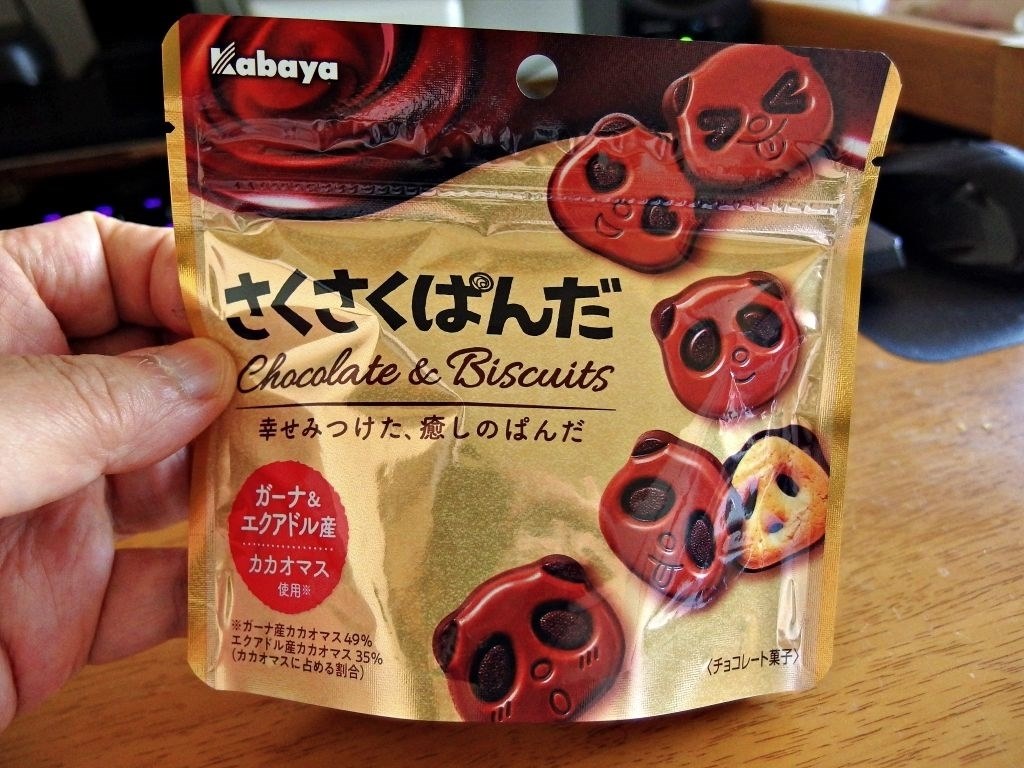 Kabaya
さくさくぱんだ
Chocolate & Biscuits
幸せみつけた、癒しのぱんだ
ガーナ&
エクアドル産
カカオマス
使用※
※ガーナ産カカオマス49%
エクアドル産カカオマス35%
(カカオマスに占める割合)
〈チョコレート菓子〉